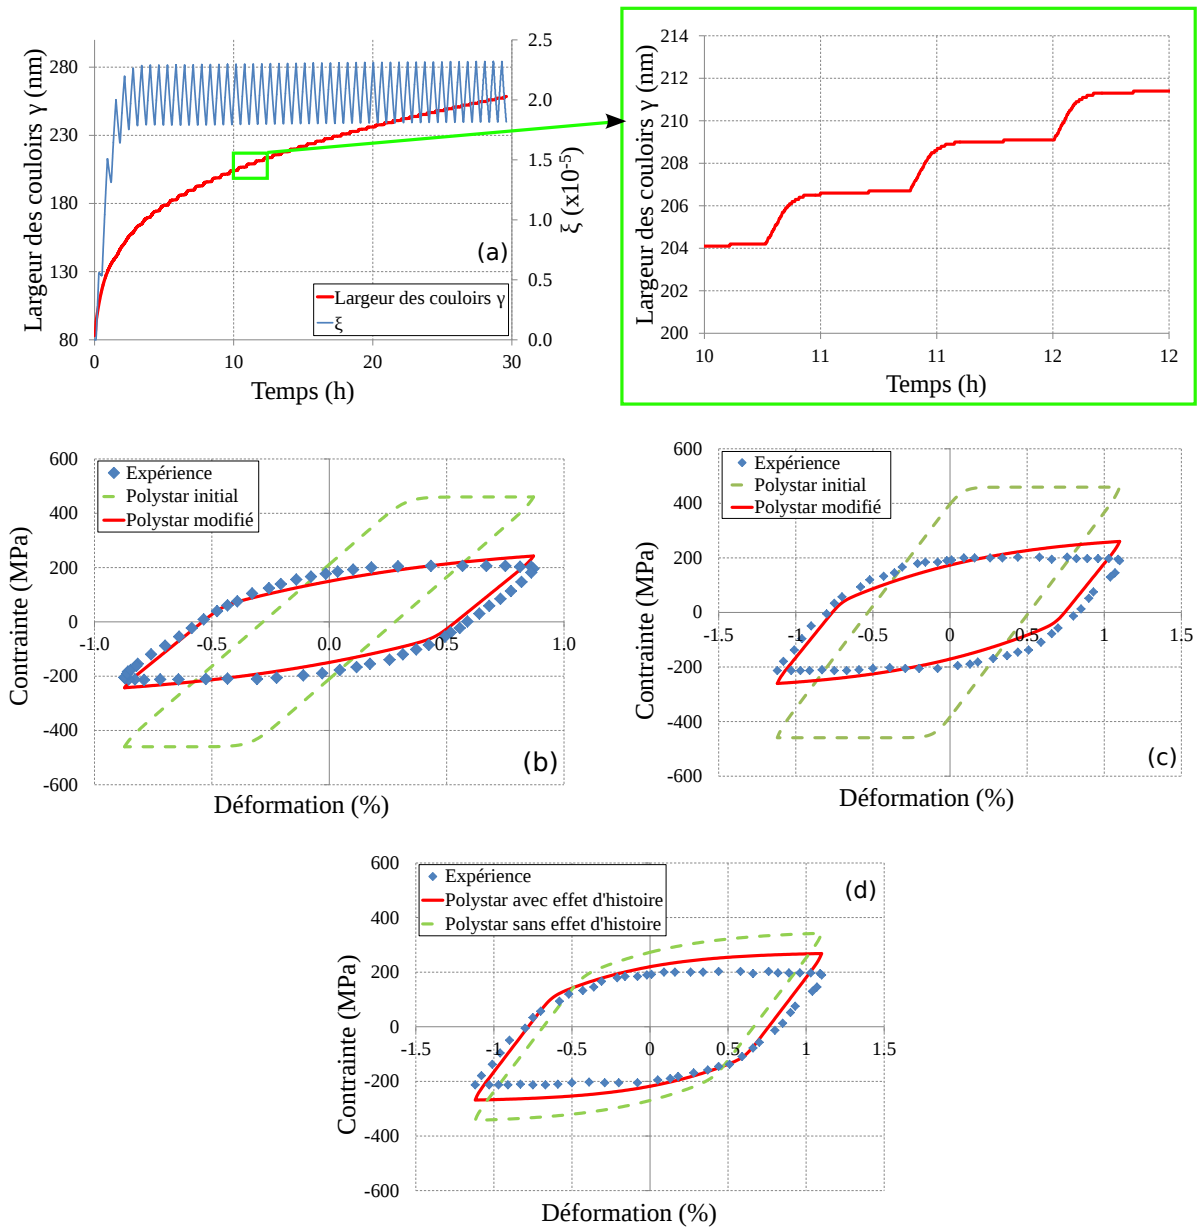 280
230
180
130
80
Largeur des couloirs γ (nm)
2.5
2.0
1.5
1.0
0.5
0.0
ξ (x10-5)
(a)
Largeur des couloirs γ
ξ
0
10
20
30
Temps (h)
214
212
210
208
206
204
202
200
Largeur des couloirs γ (nm)
10
11
11
12
12
Temps (h)
600
400
200
0
-200
-400
-600
Contrainte (MPa)
Expérience
Polystar initial
Polystar modifié
-1.0
-0.5
0.0
0.5
1.0
(b)
Déformation (%)
600
400
200
0
-200
-400
-600
Contrainte (MPa)
Expérience
Polystar initial
Polystar modifié
-1.5
-1
-0.5
0
0.5
1
1.5
(c)
Déformation (%)
600
400
200
0
-200
-400
-600
Contrainte (MPa)
Expérience
Polystar avec effet d'histoire
Polystar sans effet d'histoire
(d)
-1.5
-1
-0.5
0
0.5
1
1.5
Déformation (%)